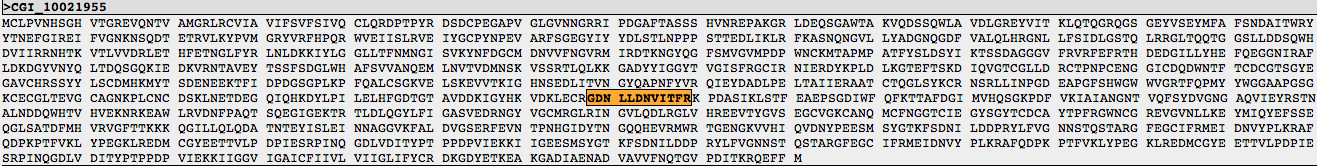 >CGI_10021955
MCLPVNHSGH VTGREVQNTV AMGRLRCVIA VIFSVFSIVQ CLQRDPTPYR DSDCPEGAPV GLGVNNGRRI PDGAFTASSS HVNREPAKGR LDEQSGAWTA KVQDSSQWLA VDLGREYVIT KLQTQGRQGS GEYVSEYMFA FSNDAITWRY
YTNEFGIREI FVGNKNSQDT ETRVLKYPVM GRYVRFHPQR WVEIISLRVE IYGCPYNPEV ARFSGEGYIY YDLSTLNPPP STTEDLIKLR FKASNQNGVL LYADGNQGDF VALQLHRGNL LFSIDLGSTQ LRRGLTQQTG GSLLDDSQWH
DVIIRRNHTK VTLVVDRLET HFETNGLFYR LNLDKKIYLG GLLTFNMNGI SVKYNFDGCM DNVVFNGVRM IRDTKNGYQG FSMVGVMPDP WNCKMTAPMP ATFYSLDSYI KTSSDAGGGV FRVRFEFRTH DEDGILLYHE FQEGGNIRAF
LDKDGYVNYQ LTDQSGQKIE DKVRNTAVEY TSSFSDGLWH AFSVVANQEM LNVTVDMNSK VSSRTLQLKK GADYYIGGYT VGISFRGCIR NIERDYKPLD LKGTEFTSKD IQVGTCGLLD RCTPNPCENG GICDQDWNTF TCDCGTSGYE
GAVCHRSSYY LSCDMHKMYT SDENEEKTFI DPDGSGPLKP FQALCSGKVE LSKEVVTKIG HNSEDLITVN GYQAPNFYVR QIEYDADLPE LTAIIERAAT CTQGLSYKCR NSRLLINPGD EAPGFSHWGW WVGRTFQPMY YWGGAAPGSG
KCECGLTEVG CAGNKPLCNC DSKLNETDEG QIQHKDYLPI LELHFGDTGT AVDDKIGYHK VDKLECRGDN LLDNVITFRK PDASIKLSTF EAEPSGDIWF QFKTTAFDGI MVHQSGKPDF VKIAIANGNT VQFSYDVGNG AQVIEYRSTN
ALNDDQWHTV HVEKNRKEAW LRVDNFPAQT SQEGIGEKTR TLDLQGYLFI GASVEDRNGY VGCMRGLRIN GVLQDLRGLV HREEVTYGVS EGCVGKCANQ MCFNGGTCIE GYSGYTCDCA YTPFRGWNCG REVGVNLLKE YMIQYEFSSE
QGLSATDFMH VRVGFTTKKK QGILLQLQDA TNTEYISLEI NNAGGVKFAL DVGSERFEVN TPNHGIDYTN GQQHEVRMWR TGENGKVVHI QVDNYPEESM SYGTKFSDNI LDDPRYLFVG NNSTQSTARG FEGCIFRMEI DNVYPLKRAF
QDPKPTFVKL YPEGKLREDM CGYEETTVLP DPIESRPINQ GDLVDITYPT PPDPVIEKKI IGEESMSYGT KFSDNILDDP RYLFVGNNST QSTARGFEGC IFRMEIDNVY PLKRAFQDPK PTFVKLYPEG KLREDMCGYE ETTVLPDPIE
SRPINQGDLV DITYPTPPDP VIEKKIIGGV IGAICFIIVL VIIGLIFYCR DKGDYETKEA KGADIAENAD VAVVFNQTGV PDITKRQEFF M